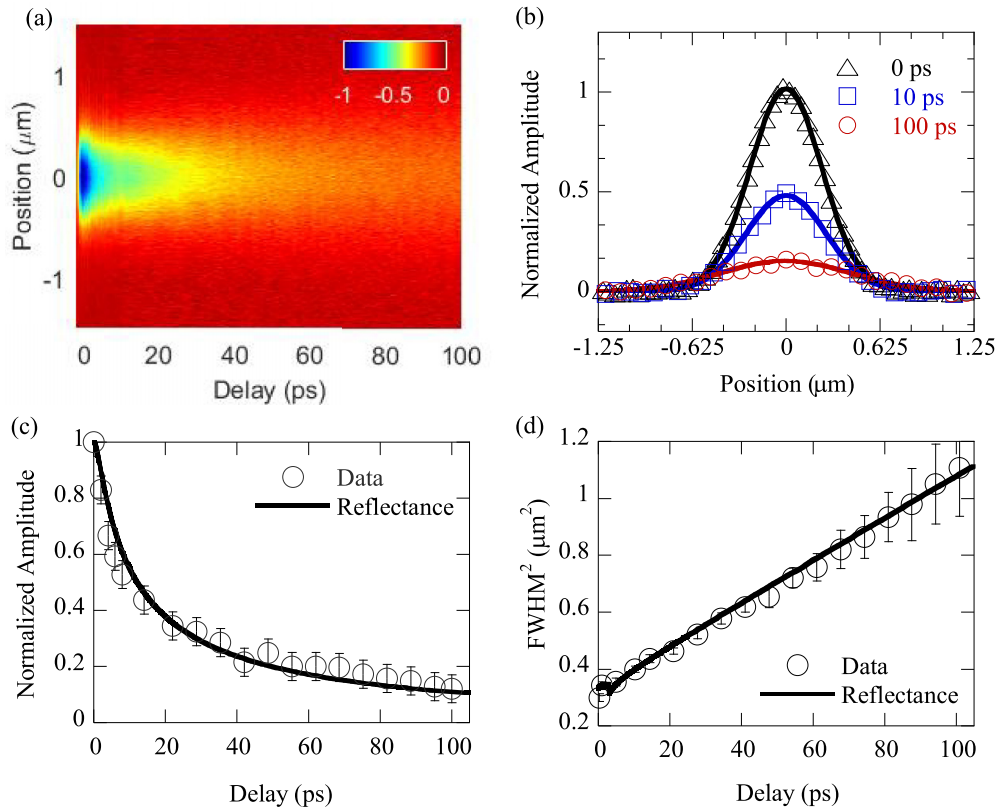 (a)
-1 -0.5 0
1
0
-1
Position (μm)
0 20 40 60 80 100
Delay (ps)
(b)
0 ps
10 ps
100 ps
1
0.5
0
Normalized Amplitude
-1.25 -0.625 0 0.625 1.25
Position (μm)
(c)
Data
Reflectance
1
0.8
0.6
0.4
0.2
0
Normalized Amplitude
0 20 40 60 80 100
Delay (ps)
(d)
1.2
1
0.8
0.6
0.4
0.2
FWHM² (μm²)
Data
Reflectance
0 20 40 60 80 100
Delay (ps)